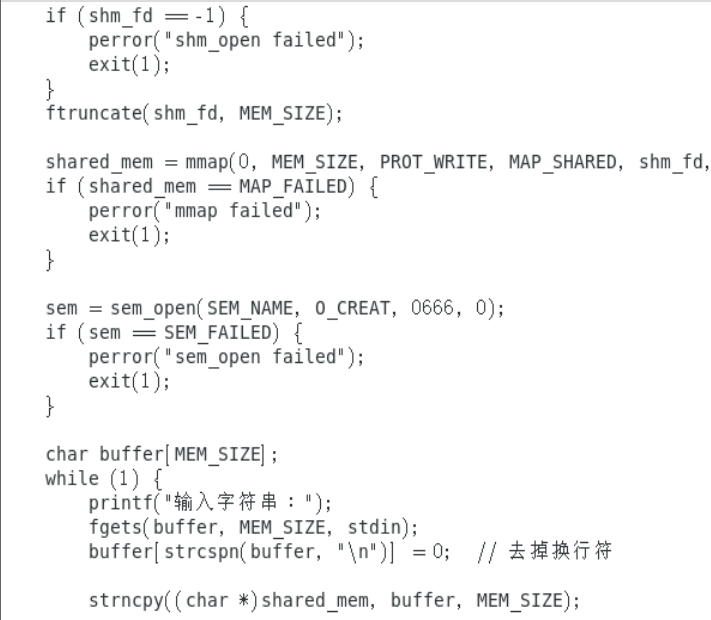 if (shm_fd == -1) {
perror("shm_open failed");
exit(1);
}
ftruncate(shm_fd, MEM_SIZE);
shared_mem = mmap(0, MEM_SIZE, PROT_WRITE, MAP_SHARED, shm_fd,
if (shared_mem == MAP_FAILED) {
perror("mmap failed");
exit(1);
}
sem = sem_open(SEM_NAME, O_CREAT, 0666, 0);
if (sem == SEM_FAILED) {
perror("sem_open failed");
exit(1);
}
char buffer[MEM_SIZE];
while (1) {
printf("输入字符串：");
fgets(buffer, MEM_SIZE, stdin);
buffer[strcspn(buffer, "\n")] = 0; // 去掉换行符
strncpy((char *)shared_mem, buffer, MEM_SIZE);